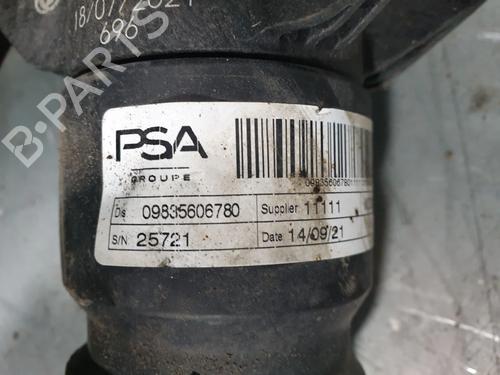 18/07/2021
696
PSA
GROUPE
09835606780
Ds 09835606780 Supplier 11111
S/N 25721 Date 14/09/21
B-PARTS